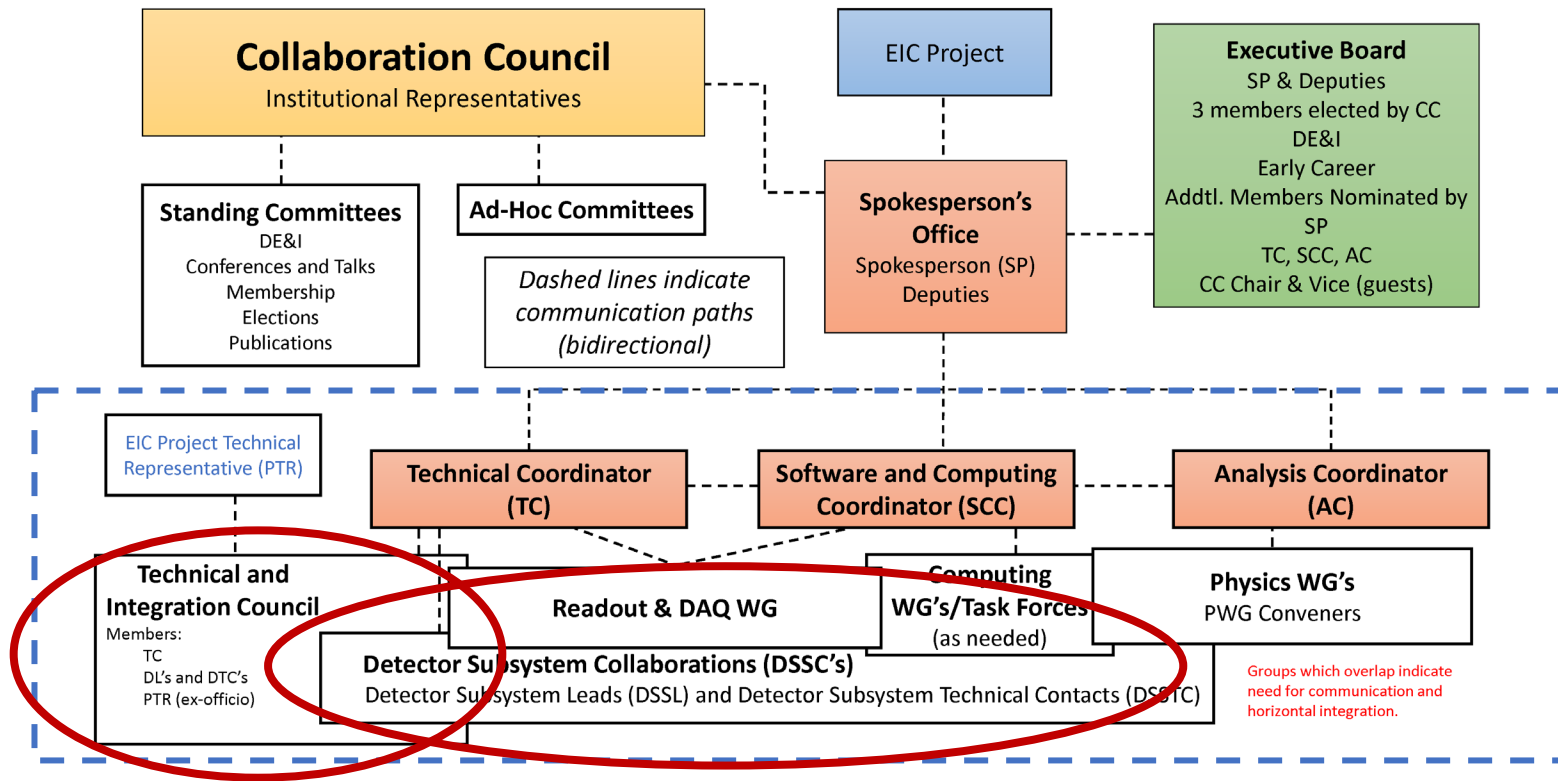 Collaboration Council
Institutional Representatives
EIC Project
Executive Board
SP & Deputies
3 members elected by CC
DE&I
Early Career
Addtl. Members Nominated by
SP
TC, SCC, AC
CC Chair & Vice (guests)
Standing Committees
DE&I
Conferences and Talks
Membership
Elections
Publications
Ad-Hoc Committees
Dashed lines indicate
communication paths
(bidirectional)
Spokesperson's
Office
Spokesperson (SP)
Deputies
EIC Project Technical
Representative (PTR)
Technical Coordinator
(TC)
Software and Computing
Coordinator (SCC)
Analysis Coordinator
(AC)
Technical and
Integration Council
Members:
TC
DL's and DTC's
PTR (ex-officio)
Readout & DAQ WG
Computing
WG's/Task Forces
(as needed)
Physics WG's
PWG Conveners
Detector Subsystem Collaborations (DSSC's)
Detector Subsystem Leads (DSSL) and Detector Subsystem Technical Contacts (DSSTC)
Groups which overlap indicate
need for communication and
horizontal integration.